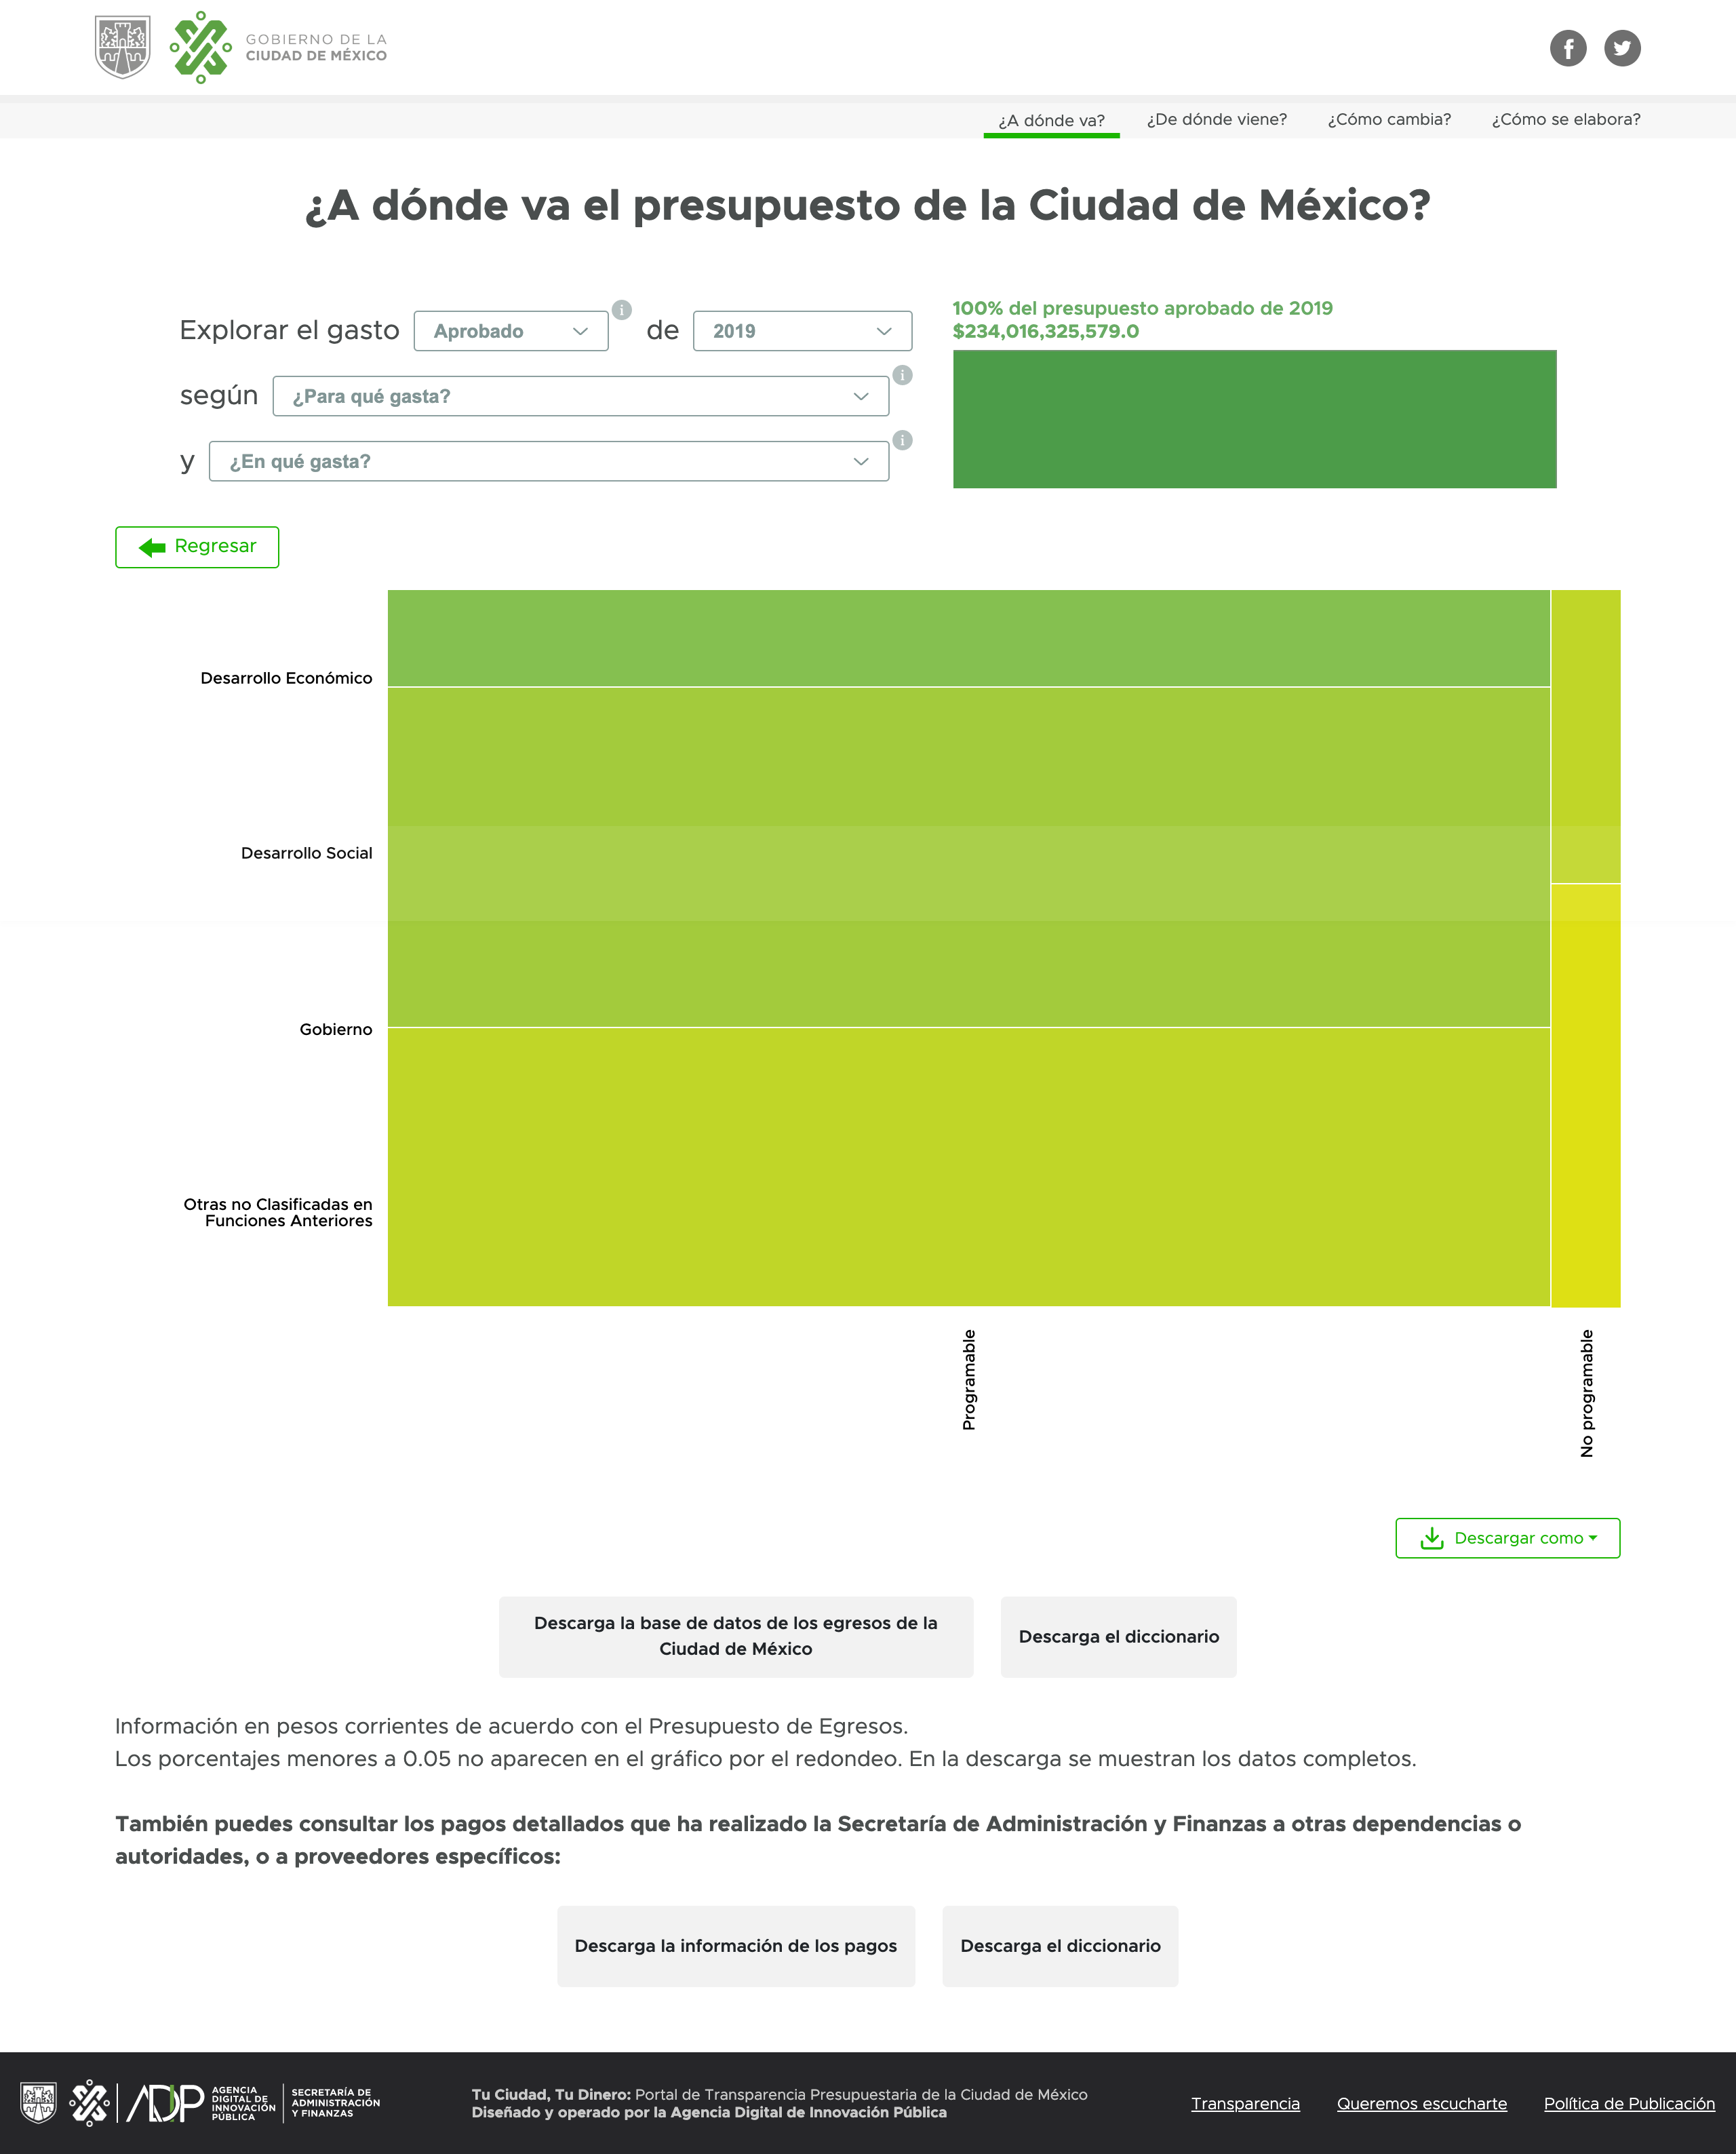 GOBIERNO DE LA
CIUDAD DE MÉXICO
¿A dónde va?
¿De dónde viene?
¿Cómo cambia?
¿Cómo se elabora?
¿A dónde va el presupuesto de la Ciudad de México?
Explorar el gasto Aprobado de 2019
según ¿Para qué gasta?
y ¿En qué gasta?
100% del presupuesto aprobado de 2019
$234,016,325,579.0
Regresar
Desarrollo Económico
Desarrollo Social
Gobierno
Otras no Clasificadas en
Funciones Anteriores
Programable
No programable
Descargar como
Descarga la base de datos de los egresos de la
Ciudad de México
Descarga el diccionario
Información en pesos corrientes de acuerdo con el Presupuesto de Egresos.
Los porcentajes menores a 0.05 no aparecen en el gráfico por el redondeo. En la descarga se muestran los datos completos.
También puedes consultar los pagos detallados que ha realizado la Secretaría de Administración y Finanzas a otras dependencias o
autoridades, o a proveedores específicos:
Descarga la información de los pagos
Descarga el diccionario
ADIP
AGENCIA
DIGITAL DE
INNOVACIÓN
PÚBLICA
SECRETARÍA DE
ADMINISTRACIÓN
Y FINANZAS
Tu Ciudad, Tu Dinero: Portal de Transparencia Presupuestaria de la Ciudad de México
Diseñado y operado por la Agencia Digital de Innovación Pública
Transparencia
Queremos escucharte
Política de Publicación